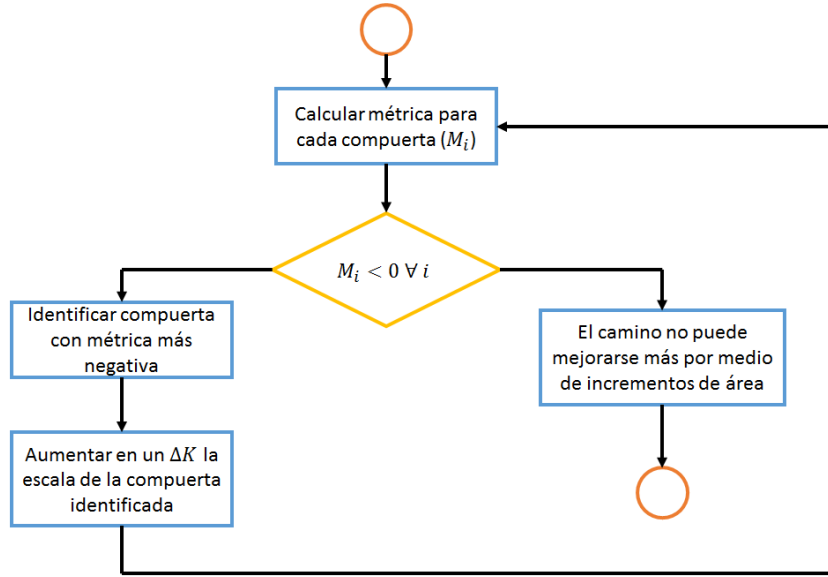 Calcular métrica para
cada compuerta (𝑀ᵢ)
𝑀ᵢ < 0 ∀ 𝑖
Identificar compuerta
con métrica más
negativa
El camino no puede
mejorarse más por medio
de incrementos de área
Aumentar en un Δ𝐾 la
escala de la compuerta
identificada